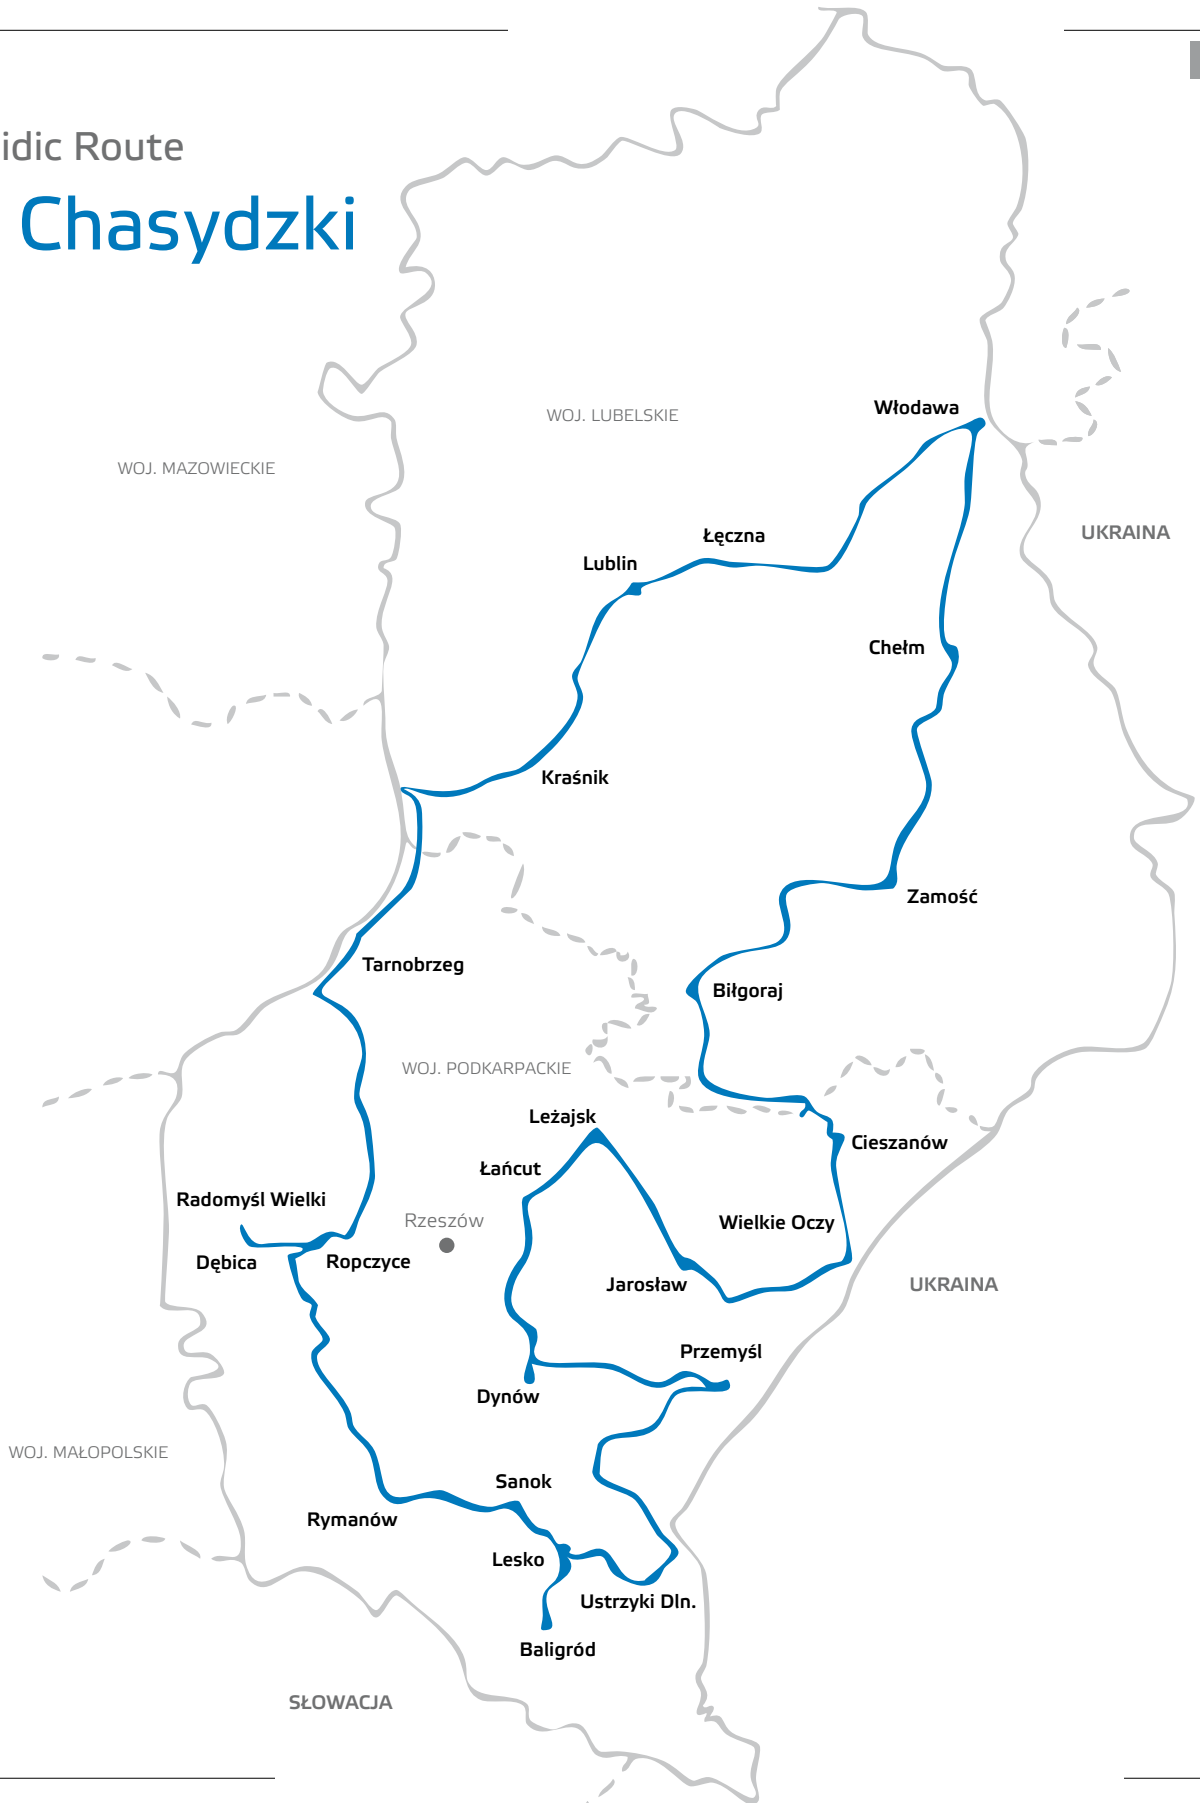 idic Route
Chasydzki
Włodawa
WOJ. LUBELSKIE
WOJ. MAZOWIECKIE
UKRAINA
Łęczna
Lublin
Chełm
Kraśnik
Zamość
Tarnobrzeg
Biłgoraj
WOJ. PODKARPACKIE
Leżajsk
Cieszanów
Łańcut
Radomyśl Wielki
Rzeszów
Wielkie Oczy
Dębica
Ropczyce
Jarosław
UKRAINA
Przemyśl
Dynów
WOJ. MAŁOPOLSKIE
Sanok
Rymanów
Lesko
Ustrzyki Dln.
Baligród
SŁOWACJA